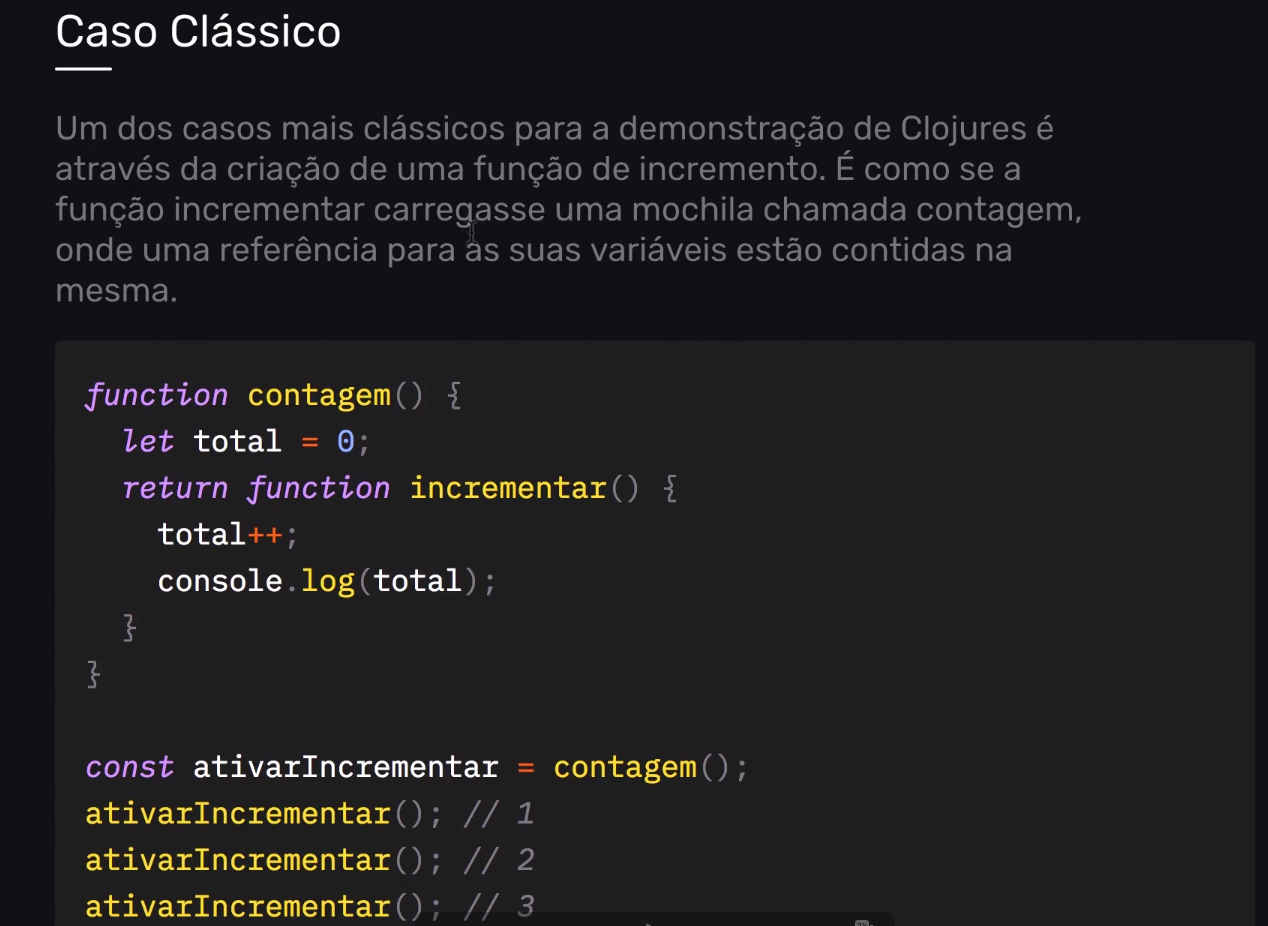 Caso Clássico
Um dos casos mais clássicos para a demonstração de Clojures é
através da criação de uma função de incremento. É como se a
função incrementar carregasse uma mochila chamada contagem,
onde uma referência para as suas variáveis estão contidas na
mesma.
function contagem() {
  let total = 0;
  return function incrementar() {
    total++;
    console.log(total);
  }
}
const ativarIncrementar = contagem();
ativarIncrementar(); // 1
ativarIncrementar(); // 2
ativarIncrementar(); // 3